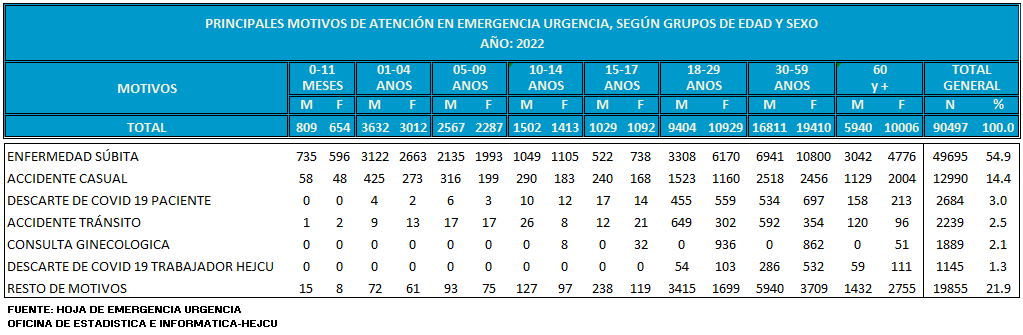 PRINCIPALES MOTIVOS DE ATENCIÓN EN EMERGENCIA URGENCIA, SEGÚN GRUPOS DE EDAD Y SEXO
AÑO: 2022
MOTIVOS 0-11 MESES 01-04 ANOS 05-09 ANOS 10-14 ANOS 15-17 ANOS 18-29 ANOS 30-59 ANOS 60 y + TOTAL GENERAL
M F M F M F M F M F M F M F M F N %
TOTAL 809 654 3632 3012 2567 2287 1502 1413 1029 1092 9404 10929 16811 19410 5940 10006 90497 100.0
ENFERMEDAD SÚBITA 735 596 3122 2663 2135 1993 1049 1105 522 738 3308 6170 6941 10800 3042 4776 49695 54.9
ACCIDENTE CASUAL 58 48 425 273 316 199 290 183 240 168 1523 1160 2518 2456 1129 2004 12990 14.4
DESCARTE DE COVID 19 PACIENTE 0 0 4 2 6 3 10 12 17 14 455 559 534 697 158 213 2684 3.0
ACCIDENTE TRÁNSITO 1 2 9 13 17 17 26 8 12 21 649 302 592 354 120 96 2239 2.5
CONSULTA GINECOLOGICA 0 0 0 0 0 0 0 8 0 32 0 936 0 862 0 51 1889 2.1
DESCARTE DE COVID 19 TRABAJADOR HEJCU 0 0 0 0 0 0 0 0 0 0 54 103 286 532 59 111 1145 1.3
RESTO DE MOTIVOS 15 8 72 61 93 75 127 97 238 119 3415 1699 5940 3709 1432 2755 19855 21.9
FUENTE: HOJA DE EMERGENCIA URGENCIA
OFICINA DE ESTADISTICA E INFORMATICA-HEJCU